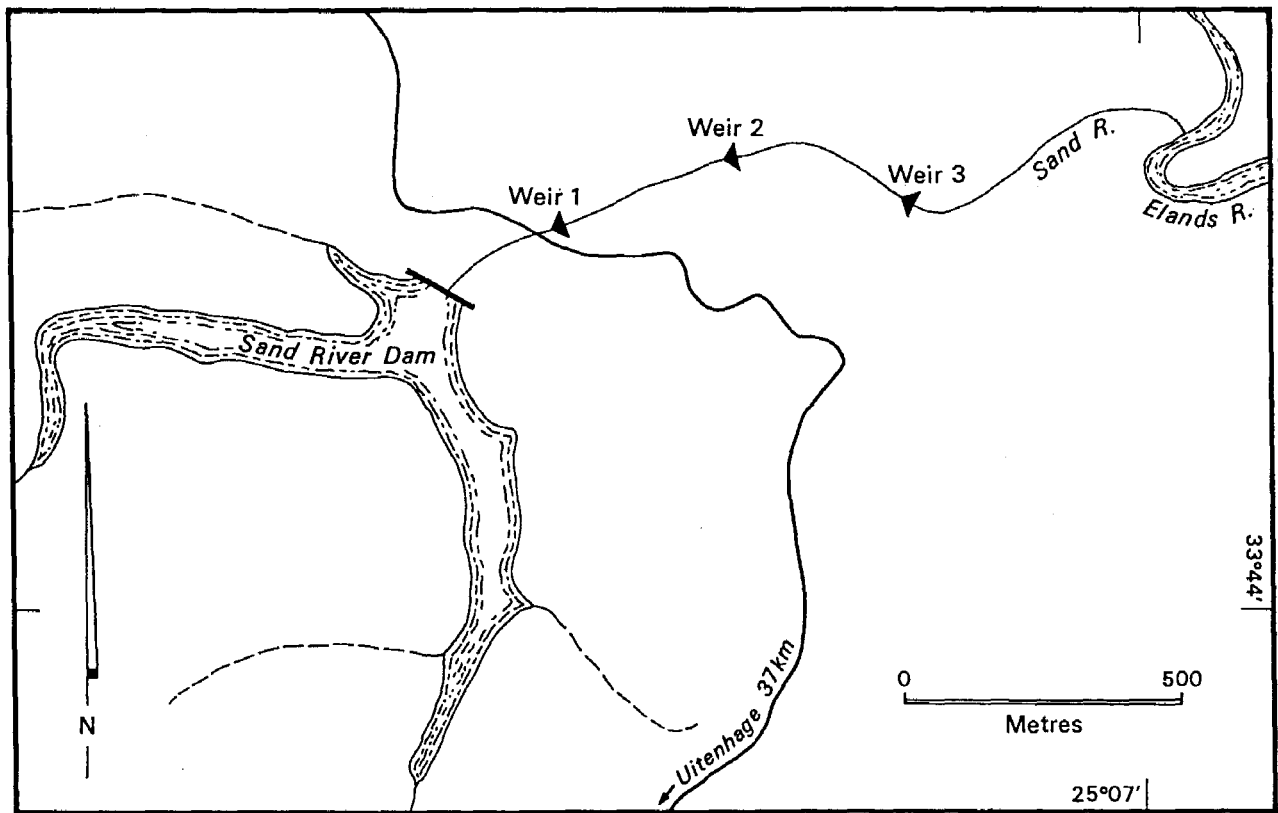 Weir 2
Weir 3
Weir 1
Sand R.
Elands R.
Sand River Dam
33°44'
Uitenhage 37km
0 500
Metres
N
25°07'